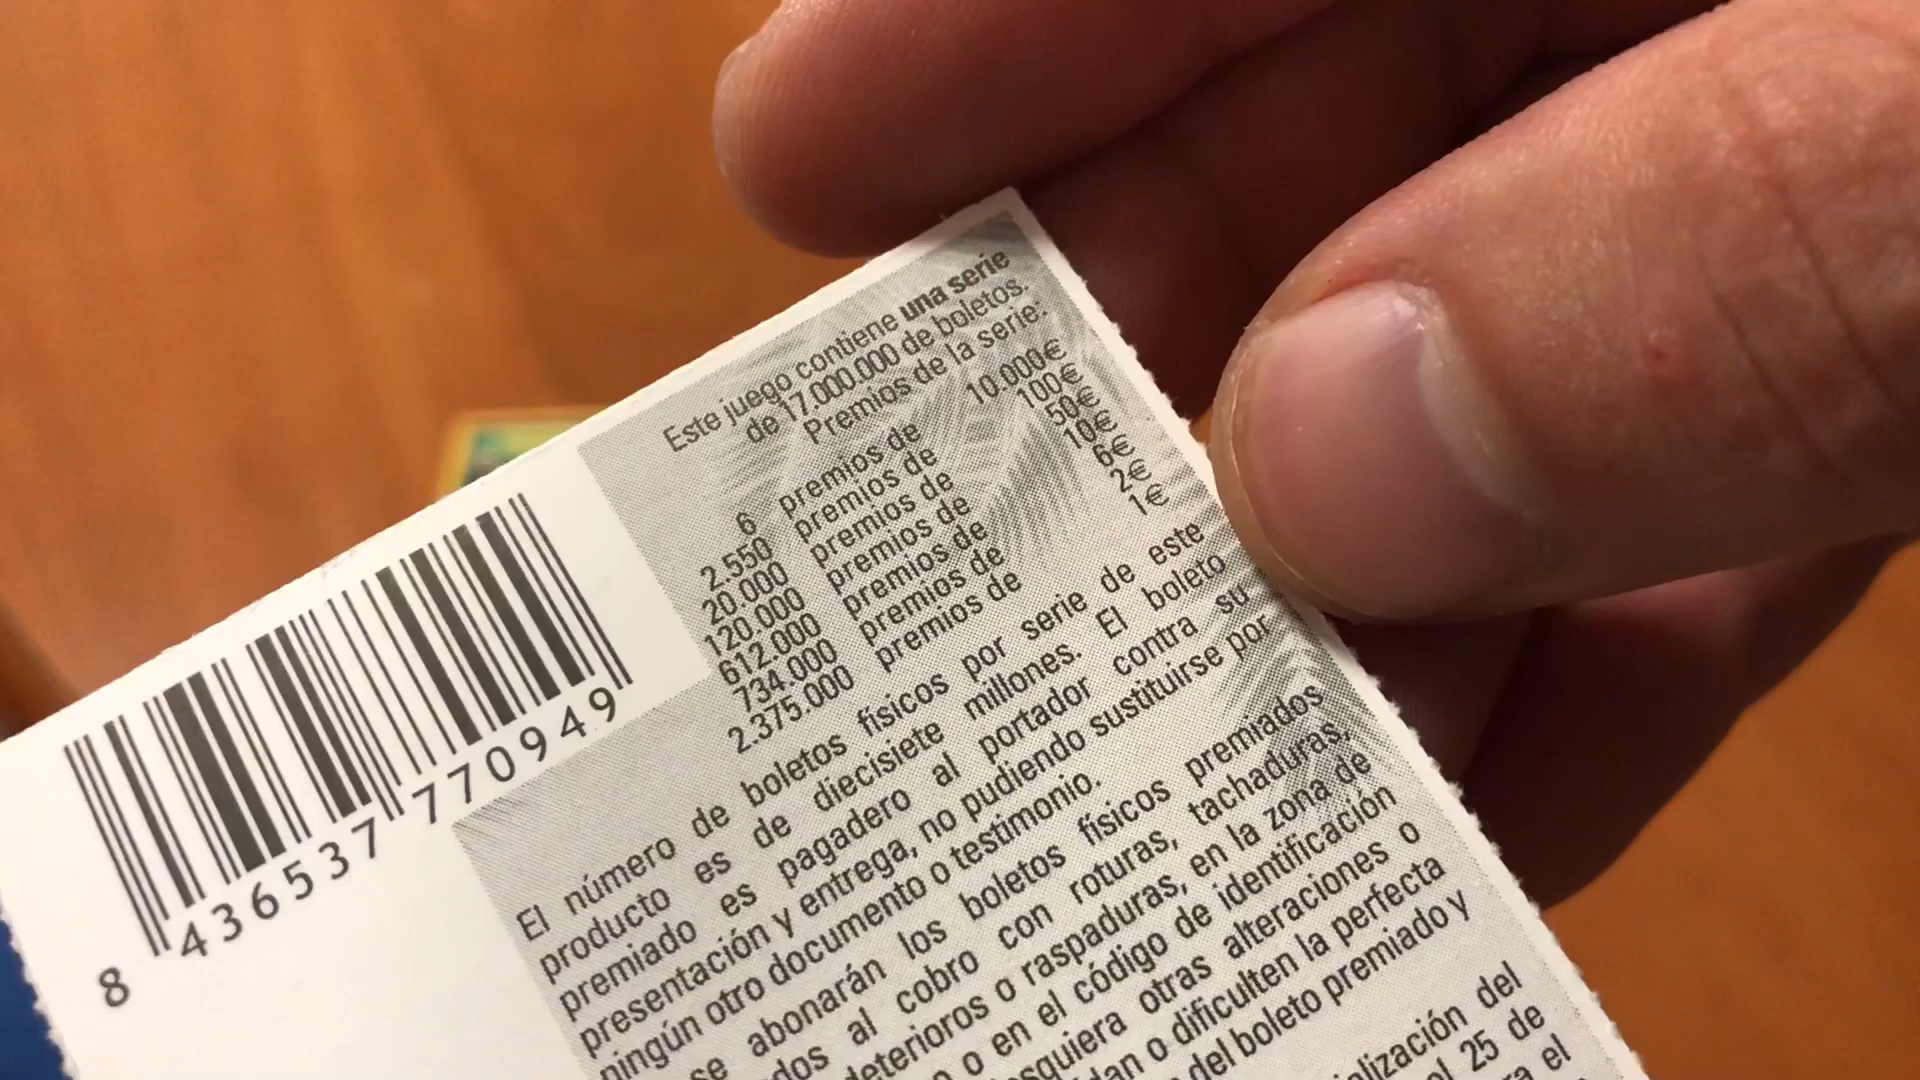 Este juego contiene una serie
de 17.000.000 de boletos.
Premios de la serie:
6 premios de 10.000€
2.550 premios de 100€
20.000 premios de 50€
120.000 premios de 10€
612.000 premios de 6€
734.000 premios de 2€
2.375.000 premios de 1€
8 436537 770949
El número de boletos físicos por serie de este
producto es de diecisiete millones. El boleto
premiado es pagadero al portador contra su
presentación y entrega, no pudiendo sustituirse por
ningún otro documento o testimonio.
se abonarán los boletos físicos premiados
al cobro con roturas, tachaduras,
deterioros o raspaduras, en la zona de
o en el código de identificación
otras alteraciones o
o dificulten la perfecta
del boleto premiado y
del
25 de
el